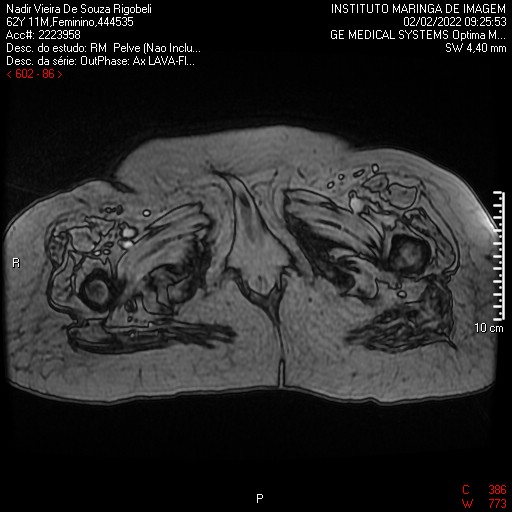 Nadir Vieira De Souza Rigobeli
62Y 11M,Feminino,444535
Acc#: 2223958
Desc. do estudo: RM Pelve (Nao Inclu...
Desc. da série: OutPhase: Ax LAVA-Fl...
< 602 - 86 >
INSTITUTO MARINGA DE IMAGEM
02/02/2022 09:25:53
GE MEDICAL SYSTEMS Optima M...
SW 4,40 mm
R
10 cm
P
C 386
W 773